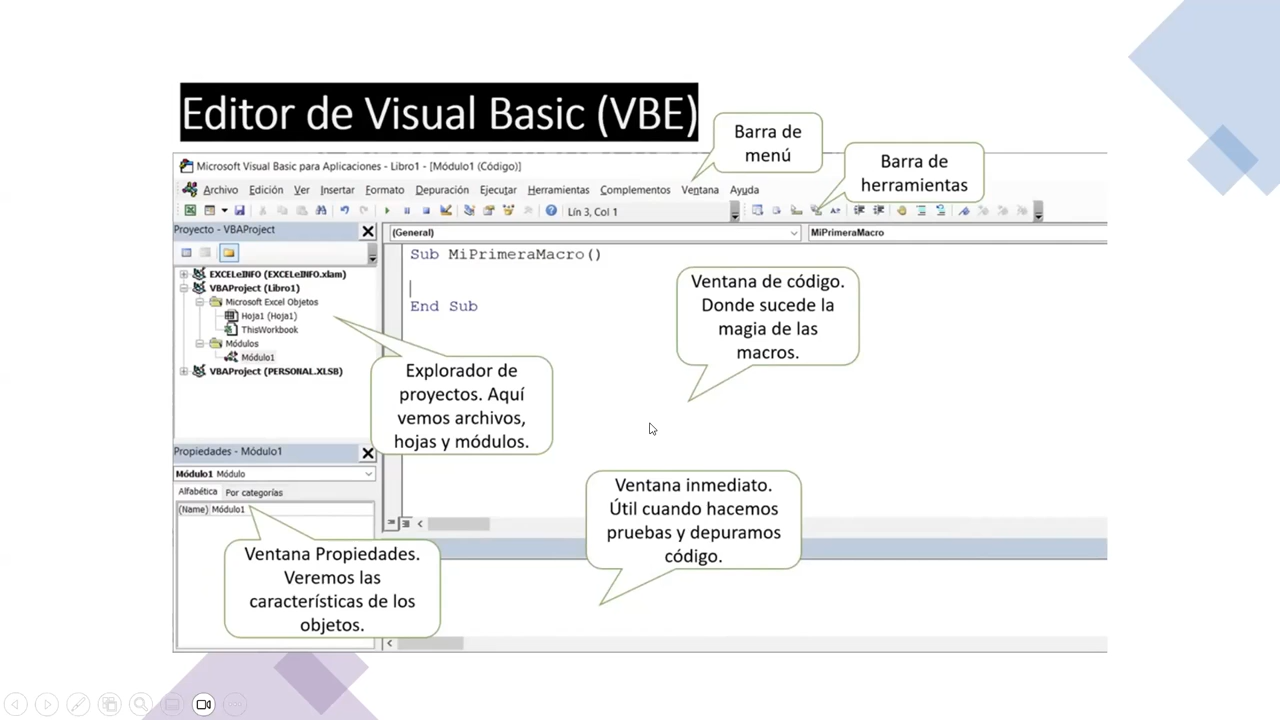 Editor de Visual Basic (VBE)
Barra de
menú
Barra de
herramientas
Microsoft Visual Basic para Aplicaciones - Libro1 - [Módulo1 (Código)]
Archivo Edición Ver Insertar Formato Depuración Ejecutar Herramientas Complementos Ventana Ayuda
Lín 3, Col 1
Proyecto - VBAProject
(General)
MiPrimeraMacro
EXCELeINFO (EXCELeINFO.xlam)
VBAProject (Libro1)
Microsoft Excel Objetos
Hoja1 (Hoja1)
ThisWorkbook
Módulos
Módulo1
VBAProject (PERSONAL.XLSB)
Sub MiPrimeraMacro()
End Sub
Ventana de código.
Donde sucede la
magia de las
macros.
Explorador de
proyectos. Aquí
vemos archivos,
hojas y módulos.
Propiedades - Módulo1
Módulo1 Módulo
Alfabética Por categorías
(Name) Módulo1
Ventana inmediato.
Útil cuando hacemos
pruebas y depuramos
código.
Ventana Propiedades.
Veremos las
características de los
objetos.